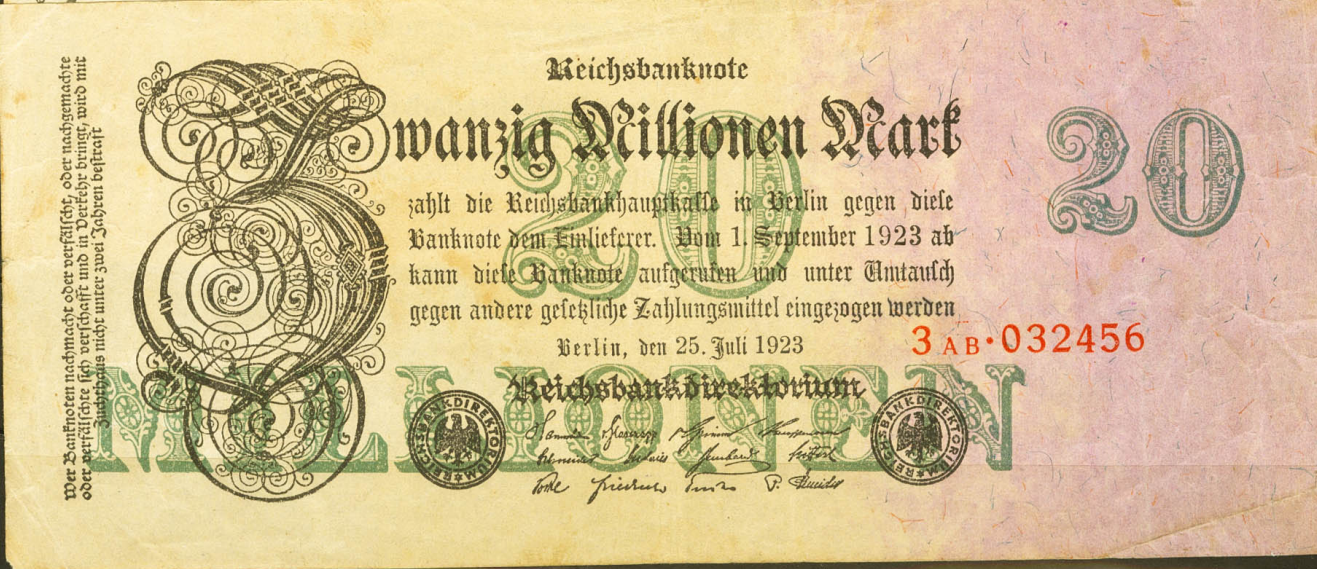 Reichsbanknote
Zwanzig Millionen Mark
20
20
zahlt die Reichsbankhauptkasse in Berlin gegen diese
Banknote dem Einlieferer. Vom 1. September 1923 ab
kann diese Banknote aufgerufen und unter Umtausch
gegen andere gesetzliche Zahlungsmittel eingezogen werden
Berlin, den 25. Juli 1923
3 AB·032456
Reichsbankdirektorium
MILLIONEN
REICHSBANKDIREKTORIUM
REICHSBANKDIREKTORIUM
Wer Banknoten nachmacht oder verfälscht, oder nachgemachte
oder verfälschte sich verschafft und in Verkehr bringt, wird mit
Zuchthaus nicht unter zwei Jahren bestraft